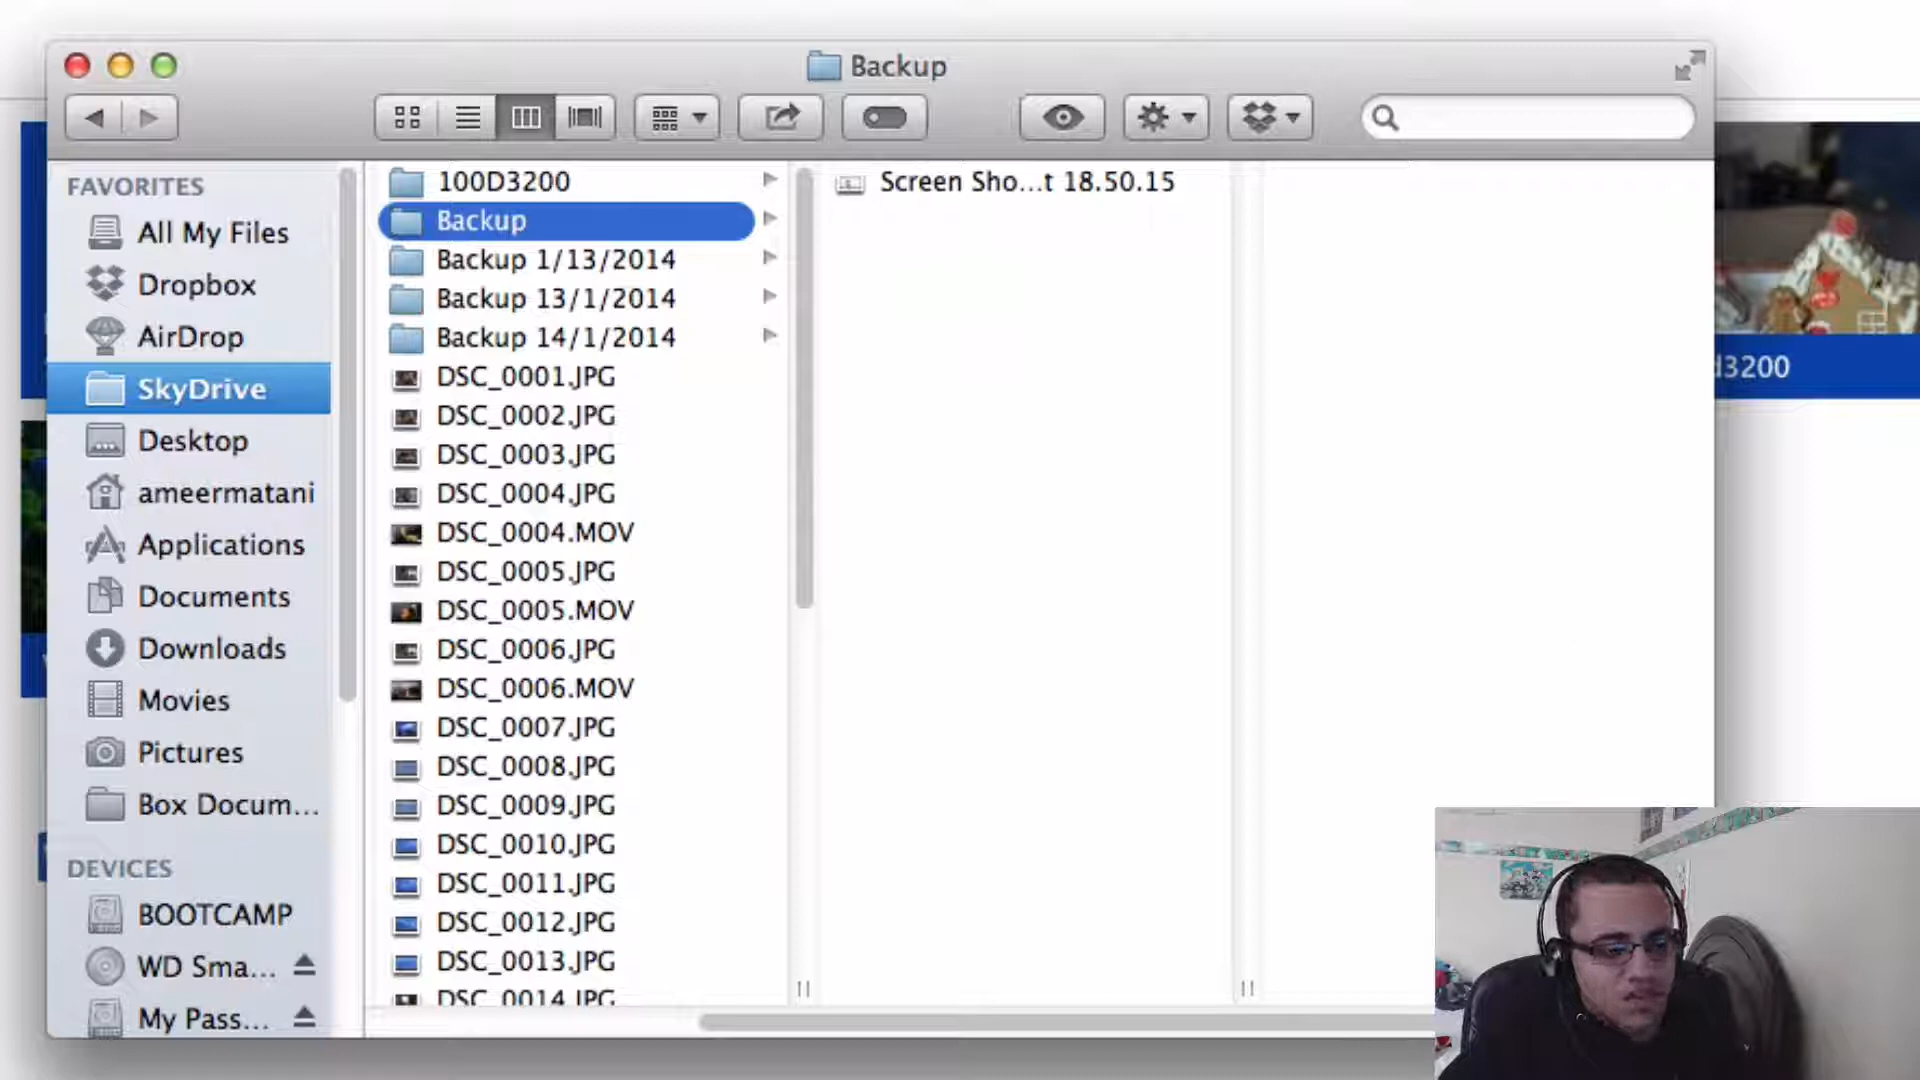 Backup
FAVORITES
All My Files
Dropbox
AirDrop
SkyDrive
Desktop
ameermatani
Applications
Documents
Downloads
Movies
Pictures
Box Docum...
DEVICES
BOOTCAMP
WD Sma...
My Pass...
100D3200
Backup
Backup 1/13/2014
Backup 13/1/2014
Backup 14/1/2014
DSC_0001.JPG
DSC_0002.JPG
DSC_0003.JPG
DSC_0004.JPG
DSC_0004.MOV
DSC_0005.JPG
DSC_0005.MOV
DSC_0006.JPG
DSC_0006.MOV
DSC_0007.JPG
DSC_0008.JPG
DSC_0009.JPG
DSC_0010.JPG
DSC_0011.JPG
DSC_0012.JPG
DSC_0013.JPG
DSC_0014.JPG
Screen Sho...t 18.50.15
d3200